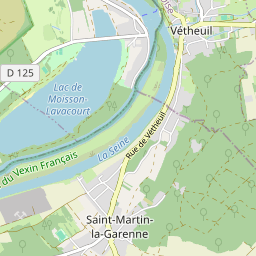 Vétheuil
D 125
Lac de
Moisson-
Lavacourt
La Seine
Rue de Vétheuil
du Vexin Français
Saint-Martin-
la-Garenne